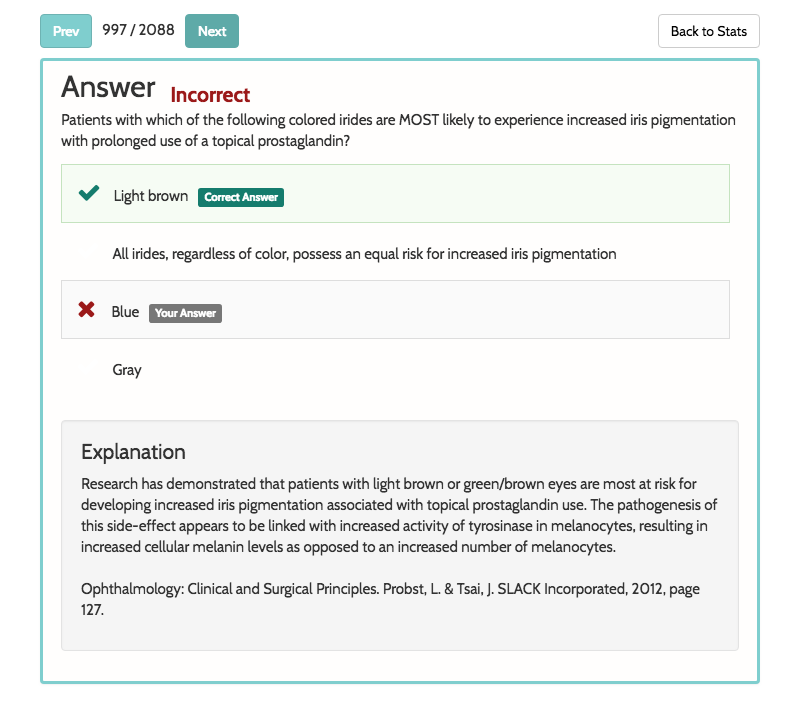 Prev 997 / 2088 Next Back to Stats
Answer Incorrect
Patients with which of the following colored irides are MOST likely to experience increased iris pigmentation
with prolonged use of a topical prostaglandin?
Light brown Correct Answer
All irides, regardless of color, possess an equal risk for increased iris pigmentation
Blue Your Answer
Gray
Explanation
Research has demonstrated that patients with light brown or green/brown eyes are most at risk for
developing increased iris pigmentation associated with topical prostaglandin use. The pathogenesis of
this side-effect appears to be linked with increased activity of tyrosinase in melanocytes, resulting in
increased cellular melanin levels as opposed to an increased number of melanocytes.
Ophthalmology: Clinical and Surgical Principles. Probst, L. & Tsai, J. SLACK Incorporated, 2012, page
127.